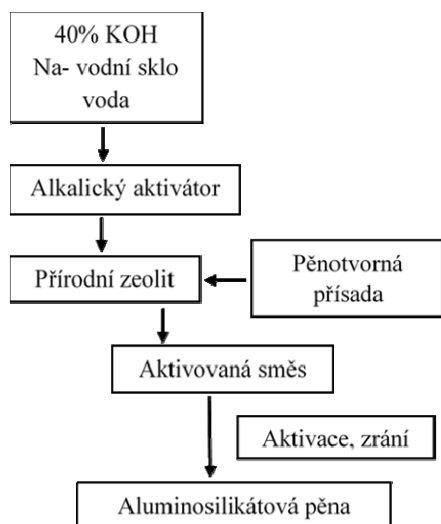 40% KOH
Na- vodní sklo
voda
Alkalický aktivátor
Přírodní zeolit
Pěnotvorná
přísada
Aktivovaná směs
Aktivace, zrání
Aluminosilikátová pěna